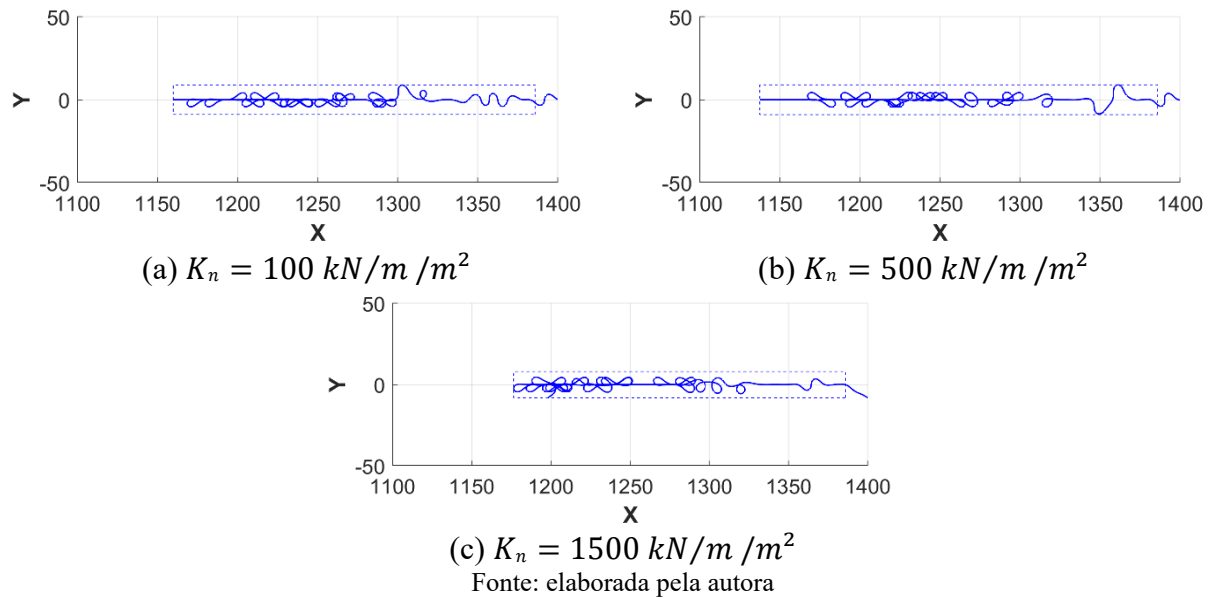 50
Y
0
-50
1100 1150 1200 1250 1300 1350 1400
X
(a) Kₙ = 100 kN/m /m²
50
Y
0
-50
1100 1150 1200 1250 1300 1350 1400
X
(b) Kₙ = 500 kN/m /m²
50
Y
0
-50
1100 1150 1200 1250 1300 1350 1400
X
(c) Kₙ = 1500 kN/m /m²
Fonte: elaborada pela autora